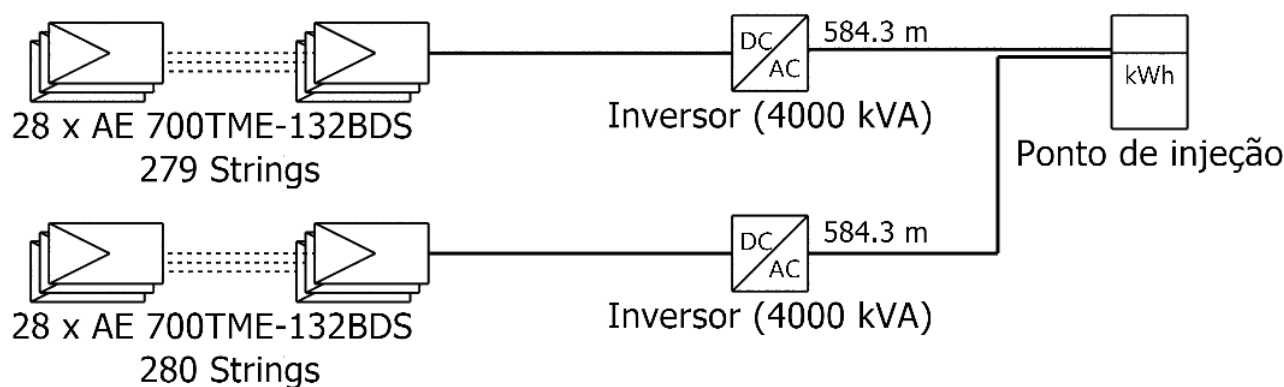 DC
AC
584.3 m
kWh
28 x AE 700TME-132BDS
279 Strings
Inversor (4000 kVA)
Ponto de injeção
DC
AC
584.3 m
28 x AE 700TME-132BDS
280 Strings
Inversor (4000 kVA)